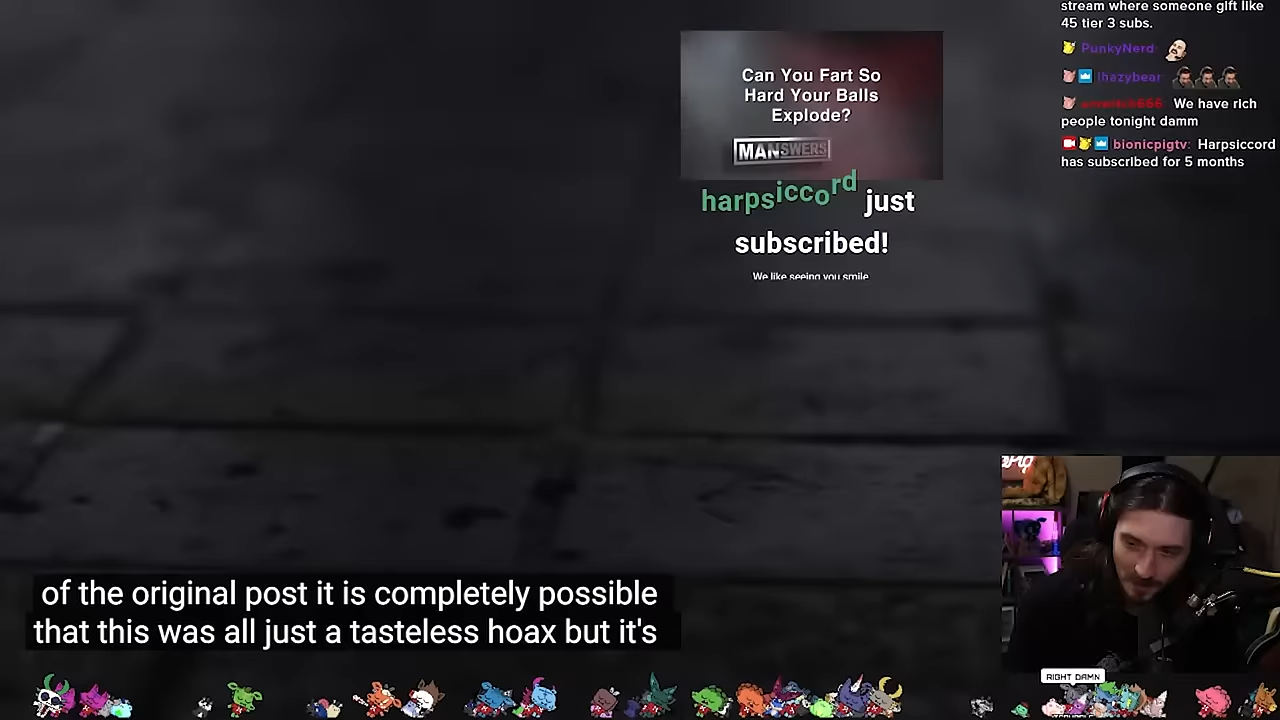 stream where someone gift like
45 tier 3 subs.
PunkyNerd:
lhazybear:
We have rich
people tonight damm
bionicpigtv: Harpsiccord
has subscribed for 5 months
Can You Fart So
Hard Your Balls
Explode?
MANSWERS
harpsiccord just
subscribed!
We like seeing you smile
of the original post it is completely possible
that this was all just a tasteless hoax but it's
RIGHT DAMN